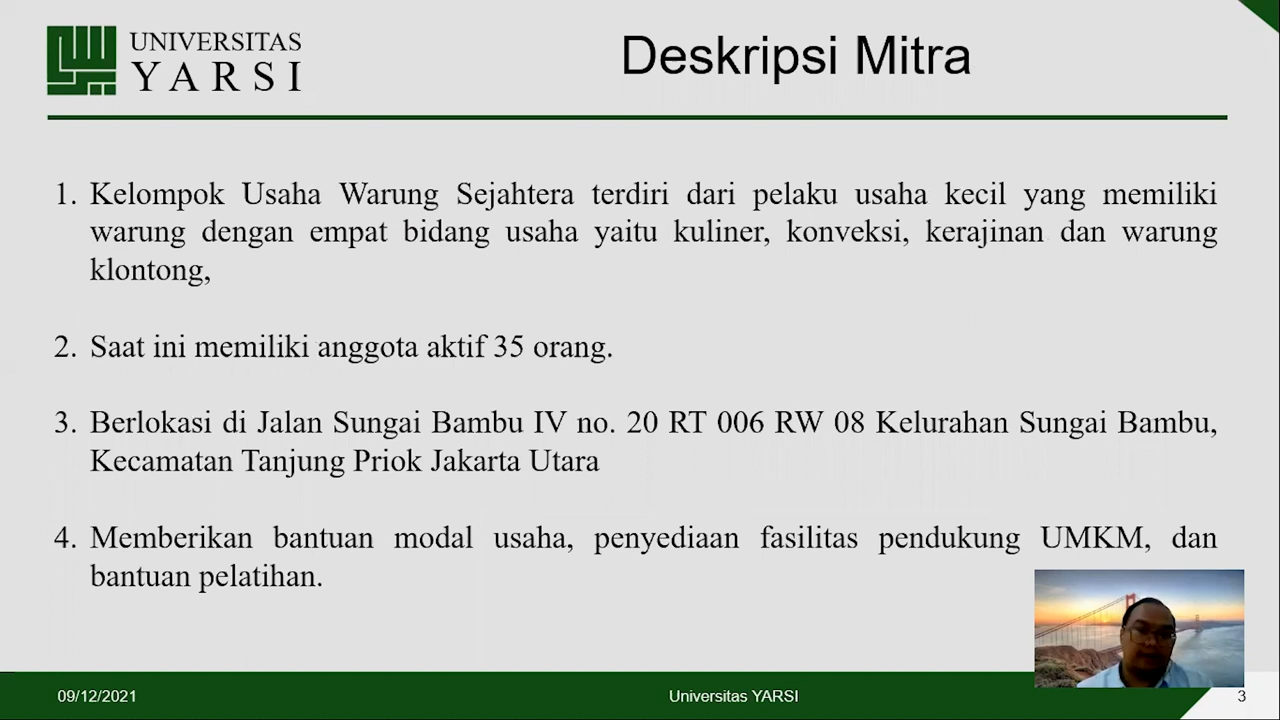 UNIVERSITAS
YARSI
Deskripsi Mitra
1. Kelompok Usaha Warung Sejahtera terdiri dari pelaku usaha kecil yang memiliki
warung dengan empat bidang usaha yaitu kuliner, konveksi, kerajinan dan warung
klontong,
2. Saat ini memiliki anggota aktif 35 orang.
3. Berlokasi di Jalan Sungai Bambu IV no. 20 RT 006 RW 08 Kelurahan Sungai Bambu,
Kecamatan Tanjung Priok Jakarta Utara
4. Memberikan bantuan modal usaha, penyediaan fasilitas pendukung UMKM, dan
bantuan pelatihan.
09/12/2021
Universitas YARSI
3